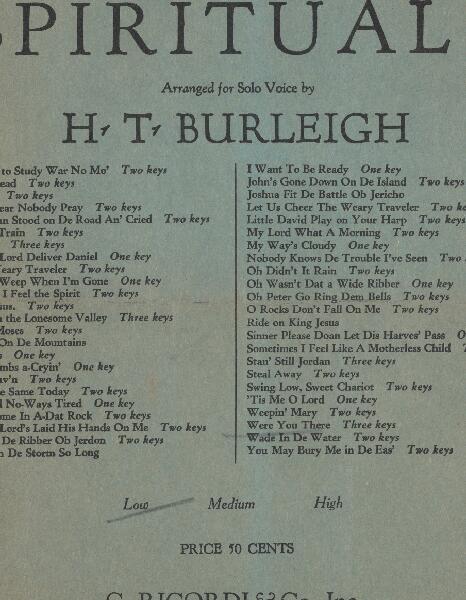 SPIRITUAL
Arranged for Solo Voice by
H. T. BURLEIGH
to Study War No Mo' Two keys
ead Two keys
Two keys
ear Nobody Pray Two keys
n Stood on De Road An' Cried Two keys
Train Two keys
Three keys
Lord Deliver Daniel One key
eary Traveler Two keys
Weep When I'm Gone One key
I Feel the Spirit Two keys
sus. Two keys
the Lonesome Valley Three keys
Moses Two keys
On De Mountains
s One key
mbs a-Cryin' One key
v'n Two keys
e Same Today Two keys
No-Ways Tired One key
ome In A-Dat Rock Two keys
Lord's Laid His Hands On Me Two keys
De Ribber Ob Jerdon Two keys
n De Storm So Long
I Want To Be Ready One key
John's Gone Down On De Island Two keys
Joshua Fit De Battle Ob Jericho
Let Us Cheer The Weary Traveler Two ke
Little David Play on Your Harp Two keys
My Lord What A Morning Two keys
My Way's Cloudy One key
Nobody Knows De Trouble I've Seen Two
Oh Didn't It Rain Two keys
Oh Wasn't Dat a Wide Ribber One key
Oh Peter Go Ring Dem Bells Two keys
O Rocks Don't Fall On Me Two keys
Ride on King Jesus
Sinner Please Doan Let Dis Harves' Pass O
Sometimes I Feel Like A Motherless Child
Stan' Still Jordan Three keys
Steal Away Two keys
Swing Low, Sweet Chariot Two keys
'Tis Me O Lord One key
Weepin' Mary Two keys
Were You There Three keys
Wade In De Water Two keys
You May Bury Me in De Eas' Two keys
Low Medium High
PRICE 50 CENTS
G. RICORDI & Co., Inc.